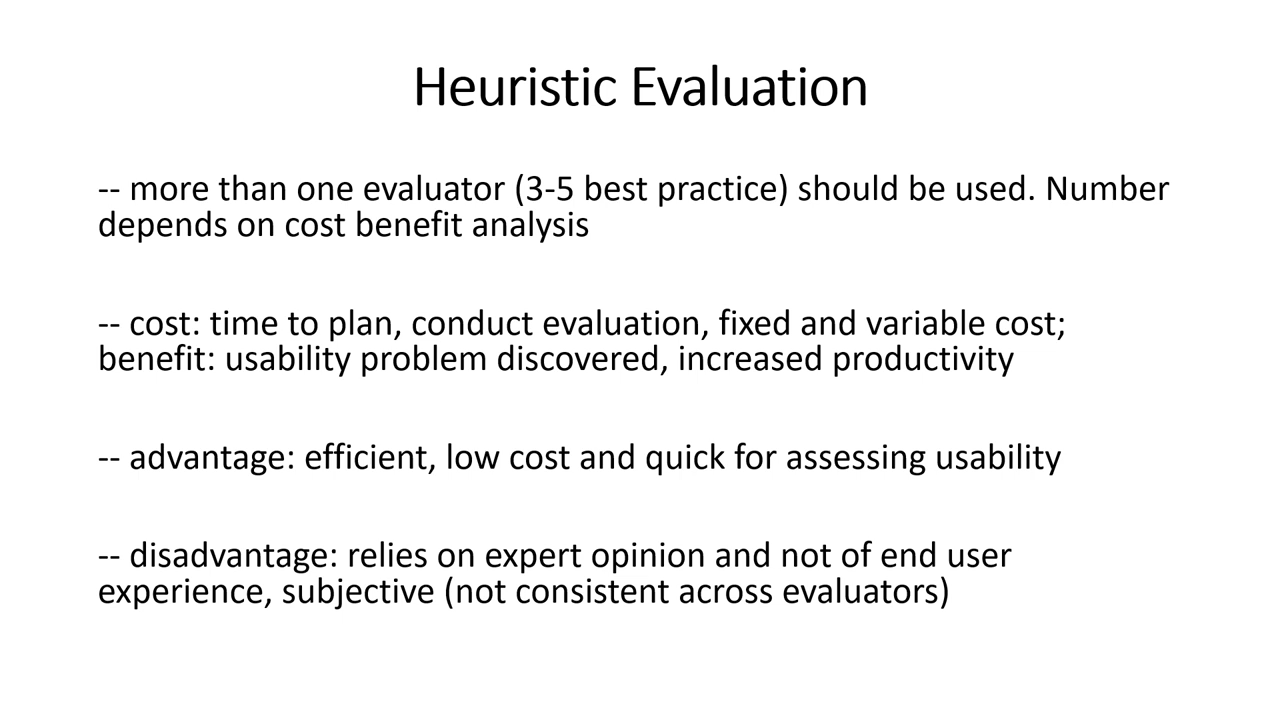 Heuristic Evaluation
-- more than one evaluator (3-5 best practice) should be used. Number
depends on cost benefit analysis
-- cost: time to plan, conduct evaluation, fixed and variable cost;
benefit: usability problem discovered, increased productivity
-- advantage: efficient, low cost and quick for assessing usability
-- disadvantage: relies on expert opinion and not of end user
experience, subjective (not consistent across evaluators)